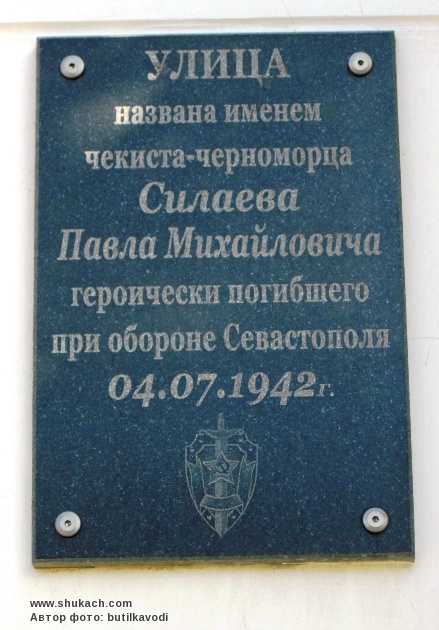 УЛИЦА
названа именем
чекиста-черноморца
Силаева
Павла Михайловича
героически погибшего
при обороне Севастополя
04.07.1942г.
www.shukach.com
Автор фото: butilkavodi